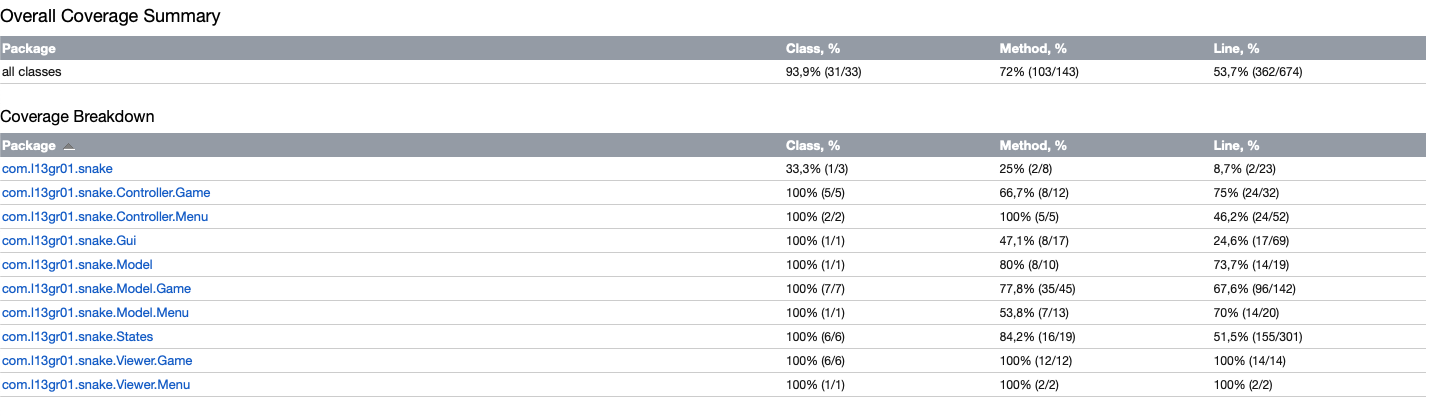 Overall Coverage Summary
Package Class, % Method, % Line, %
all classes 93,9% (31/33) 72% (103/143) 53,7% (362/674)
Coverage Breakdown
Package Class, % Method, % Line, %
com.l13gr01.snake 33,3% (1/3) 25% (2/8) 8,7% (2/23)
com.l13gr01.snake.Controller.Game 100% (5/5) 66,7% (8/12) 75% (24/32)
com.l13gr01.snake.Controller.Menu 100% (2/2) 100% (5/5) 46,2% (24/52)
com.l13gr01.snake.Gui 100% (1/1) 47,1% (8/17) 24,6% (17/69)
com.l13gr01.snake.Model 100% (1/1) 80% (8/10) 73,7% (14/19)
com.l13gr01.snake.Model.Game 100% (7/7) 77,8% (35/45) 67,6% (96/142)
com.l13gr01.snake.Model.Menu 100% (1/1) 53,8% (7/13) 70% (14/20)
com.l13gr01.snake.States 100% (6/6) 84,2% (16/19) 51,5% (155/301)
com.l13gr01.snake.Viewer.Game 100% (6/6) 100% (12/12) 100% (14/14)
com.l13gr01.snake.Viewer.Menu 100% (1/1) 100% (2/2) 100% (2/2)